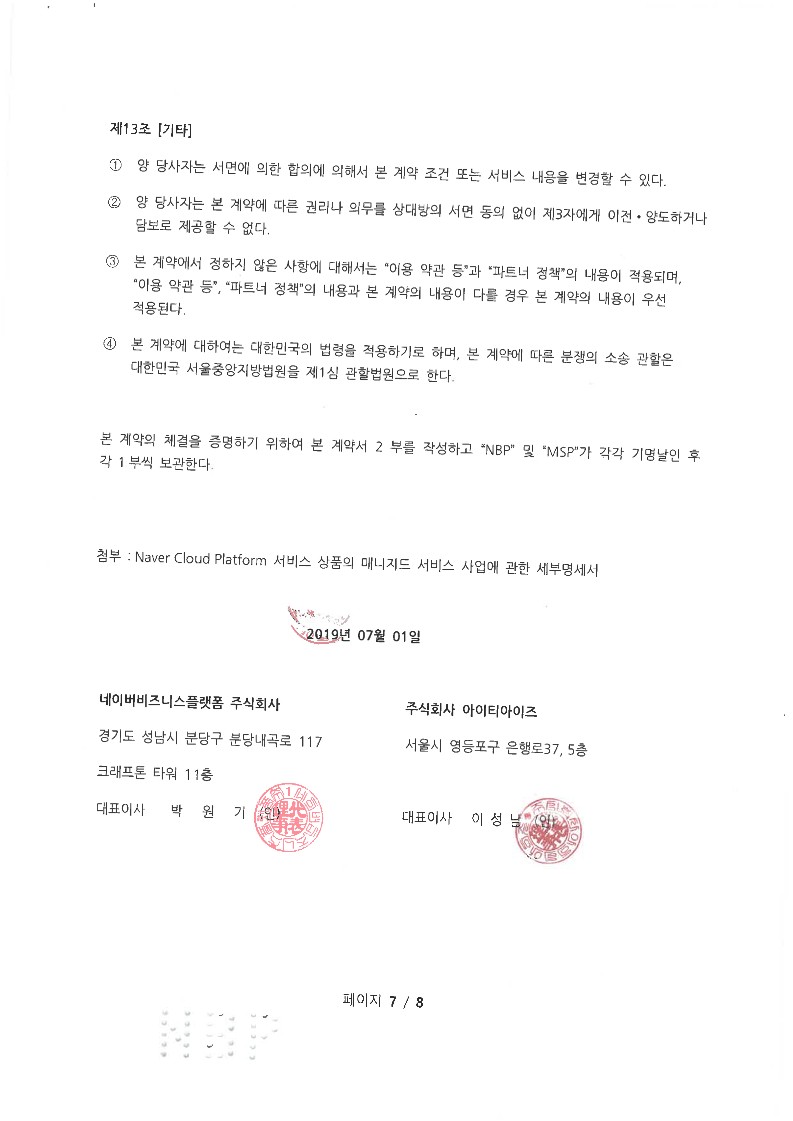 제13조 [기타]
① 양 당사자는 서면에 의한 합의에 의해서 본 계약 조건 또는 서비스 내용을 변경할 수 있다.
② 양 당사자는 본 계약에 따른 권리나 의무를 상대방의 서면 동의 없이 제3자에게 이전·양도하거나
담보로 제공할 수 없다.
③ 본 계약에서 정하지 않은 사항에 대해서는 “이용 약관 등”과 “파트너 정책”의 내용이 적용되며,
“이용 약관 등”, “파트너 정책”의 내용과 본 계약의 내용이 다를 경우 본 계약의 내용이 우선
적용된다.
④ 본 계약에 대하여는 대한민국의 법령을 적용하기로 하며, 본 계약에 따른 분쟁의 소송 관할은
대한민국 서울중앙지방법원을 제1심 관할법원으로 한다.
본 계약의 체결을 증명하기 위하여 본 계약서 2 부를 작성하고 “NBP” 및 “MSP”가 각각 기명날인 후
각 1 부씩 보관한다.
첨부 : Naver Cloud Platform 서비스 상품의 매니지드 서비스 사업에 관한 세부명세서
2019년 07월 01일
네이버비즈니스플랫폼 주식회사
경기도 성남시 분당구 분당내곡로 117
크래프톤 타워 11층
대표이사 박 원 기 (인)
주식회사 아이티아이즈
서울시 영등포구 은행로37, 5층
대표이사 이 성 남 (인)
페이지 7 / 8
NBP